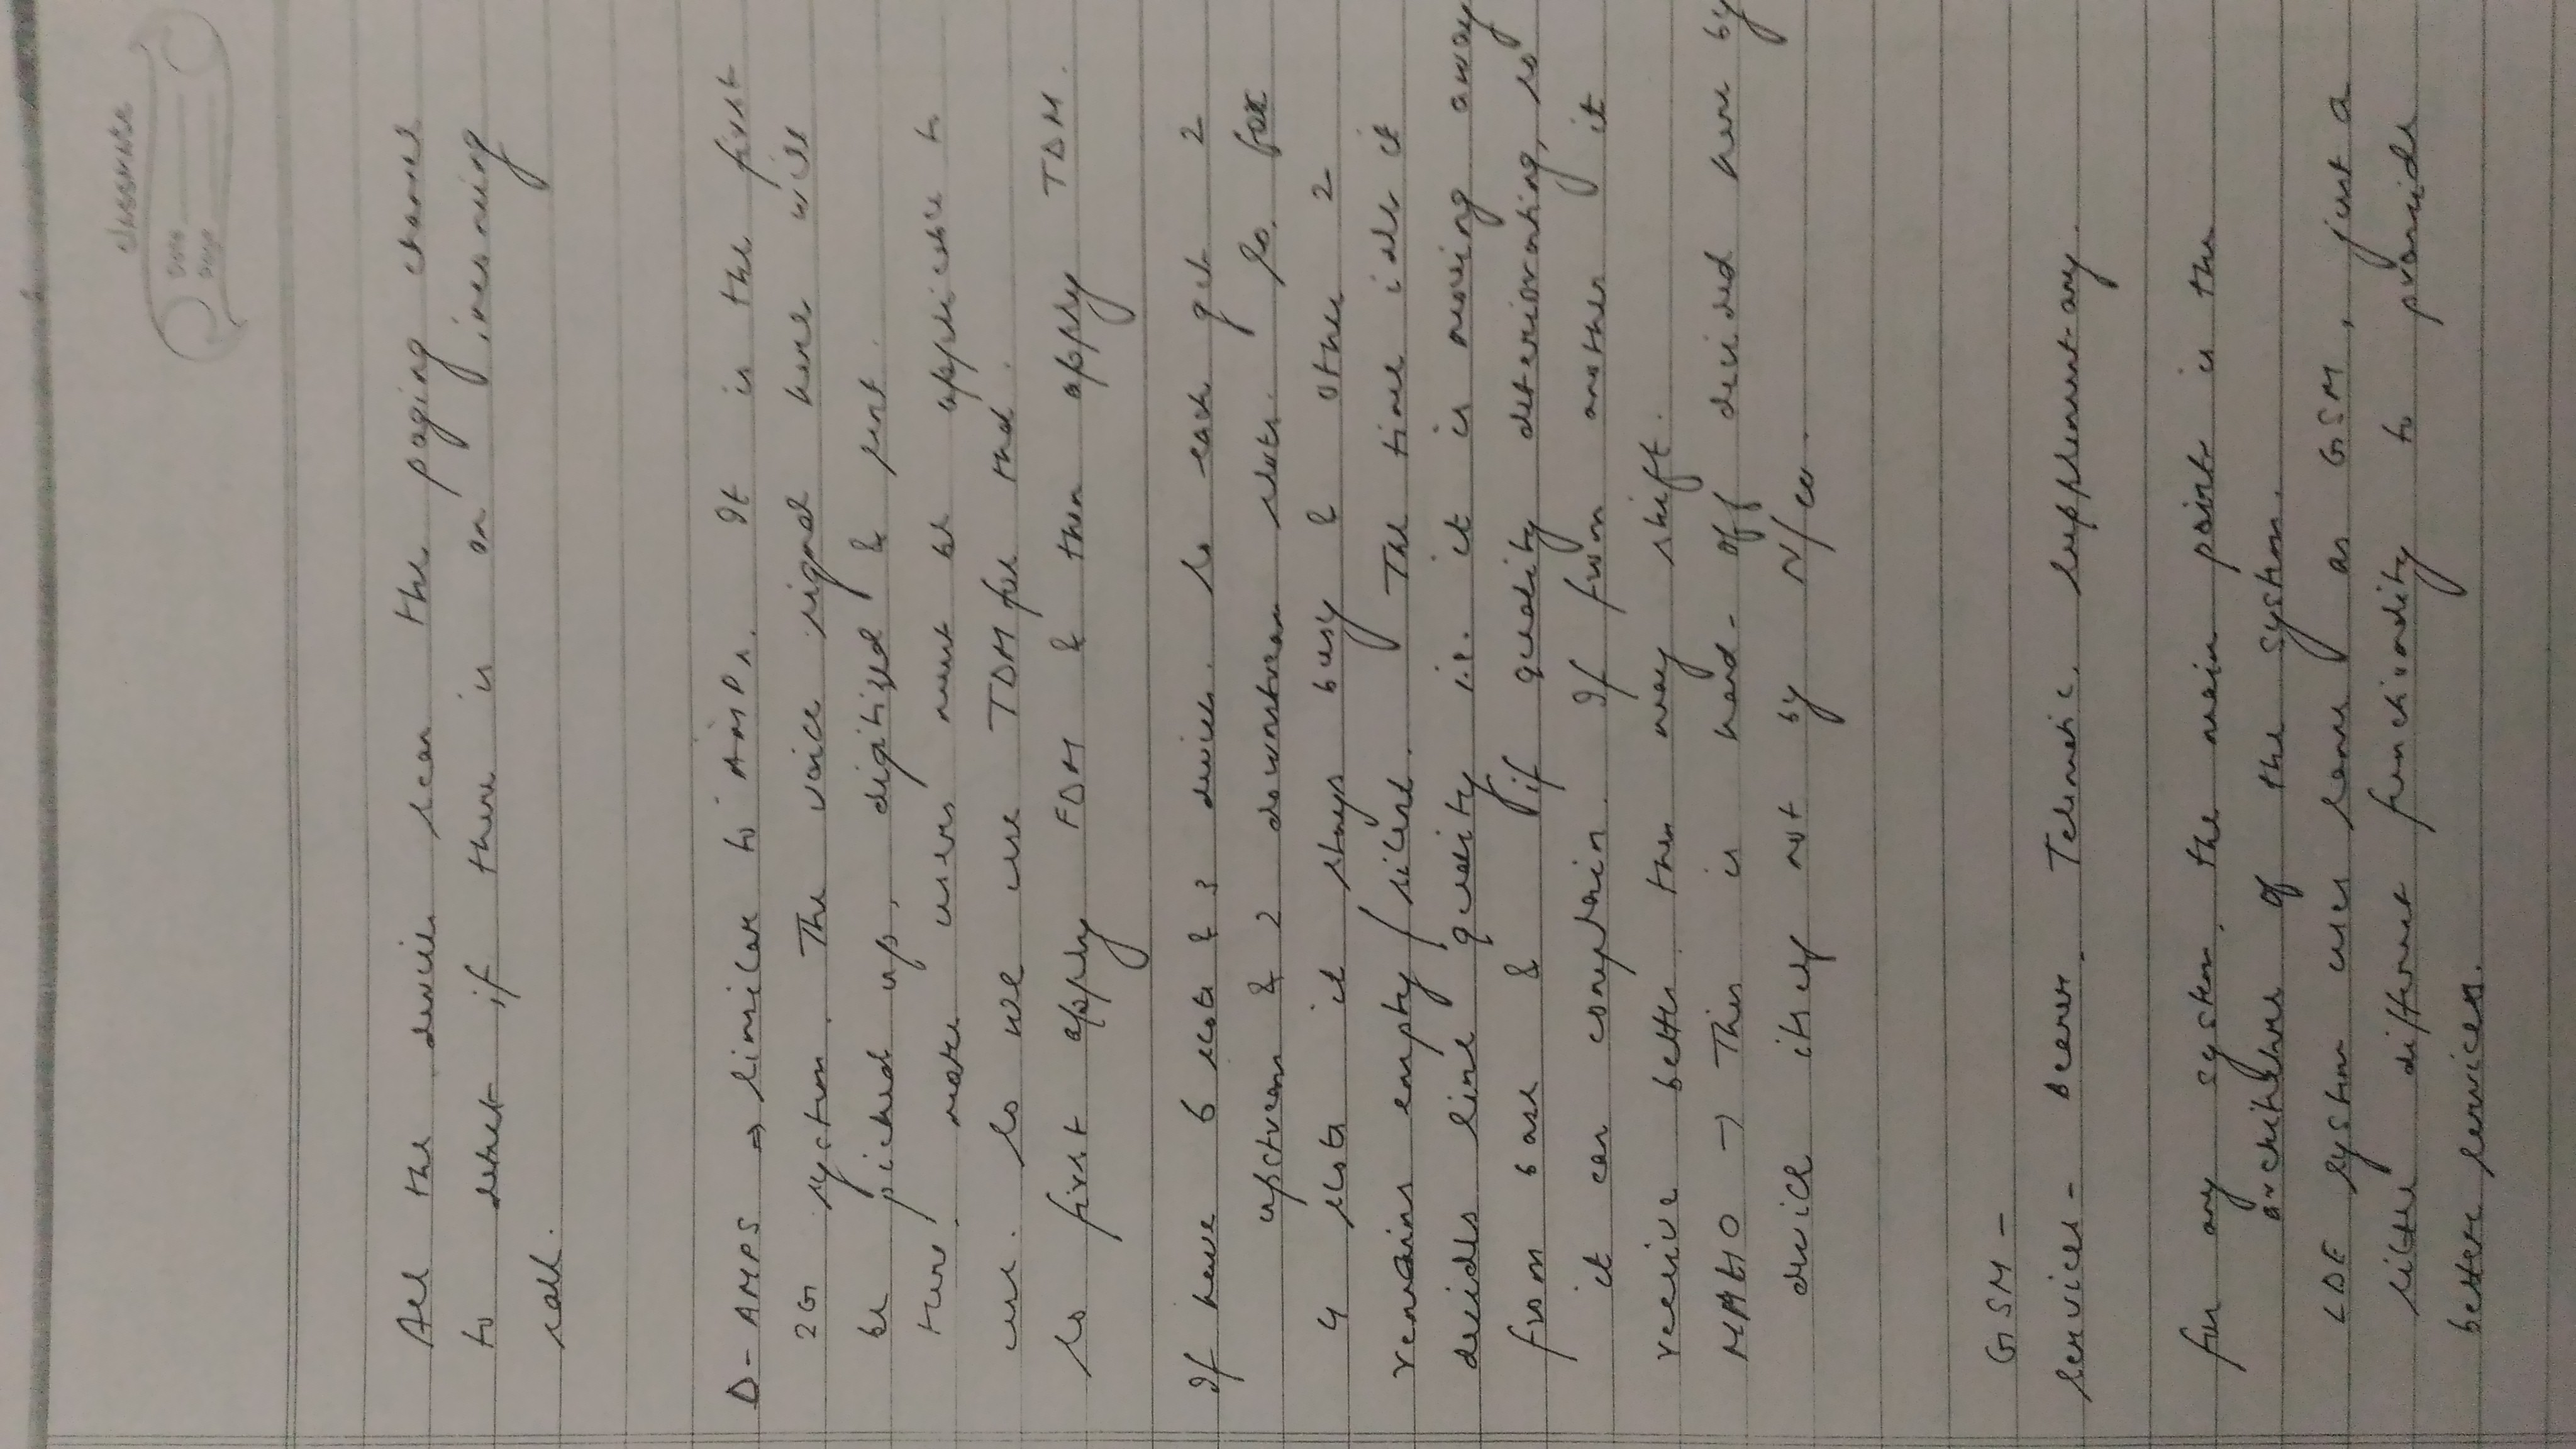 classmate
Date
Page
All the devices scan the paging channel
to detect if there is an incoming
call.
D-AMPS ⇒ Similar to AMPS. It is the first
2G system. The voice signal here will
be picked up, digitized & sent.
Here more users must be applicable to
use. So we use TDM for that.
So first apply FDM & then apply TDM.
If have 6 slots & 3 devices. So each get 2
upstream & 2 downstream slots. So, for
4 slots it stays busy & other 2
remains empty / silent. The time idle it
decides line quality i.e. it is moving away
from base & if quality deteriorating, so
it can complain. If from another it
receive better then may shift.
MAHO → This is hand-off decided here by
device itself not by N/w.
GSM -
Services - Bearer, Telematic, Supplementary.
for any system, the main point is the
architecture of the system.
LDE system uses same as GSM, just a
little different functionality to provide
better services.